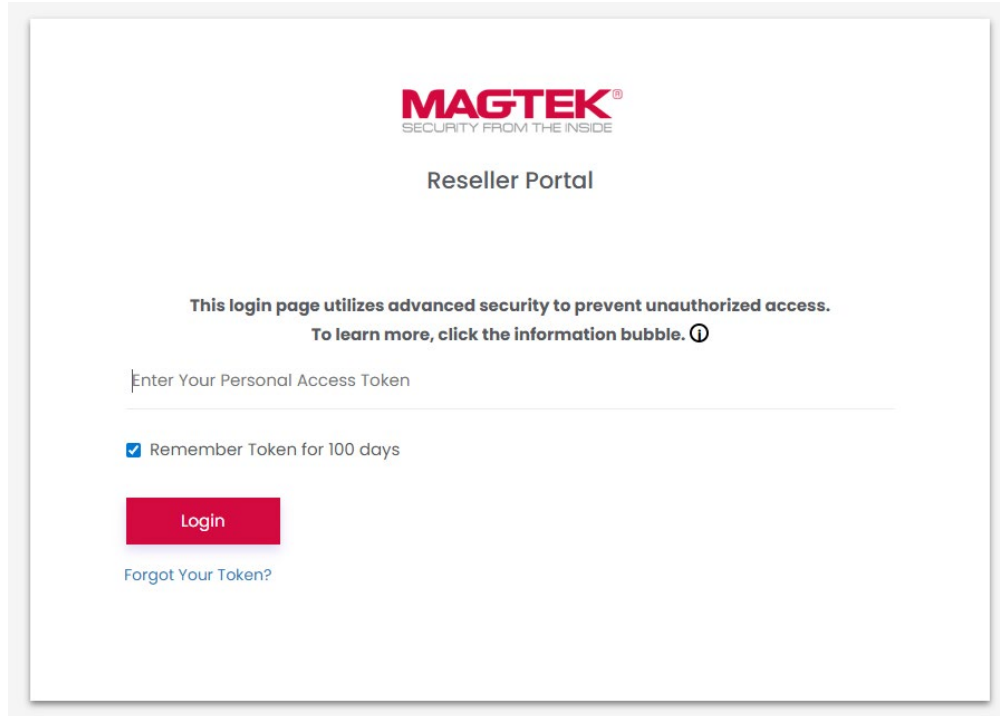 MAGTEK®
SECURITY FROM THE INSIDE
Reseller Portal
This login page utilizes advanced security to prevent unauthorized access.
To learn more, click the information bubble. ⓘ
Enter Your Personal Access Token
Remember Token for 100 days
Login
Forgot Your Token?